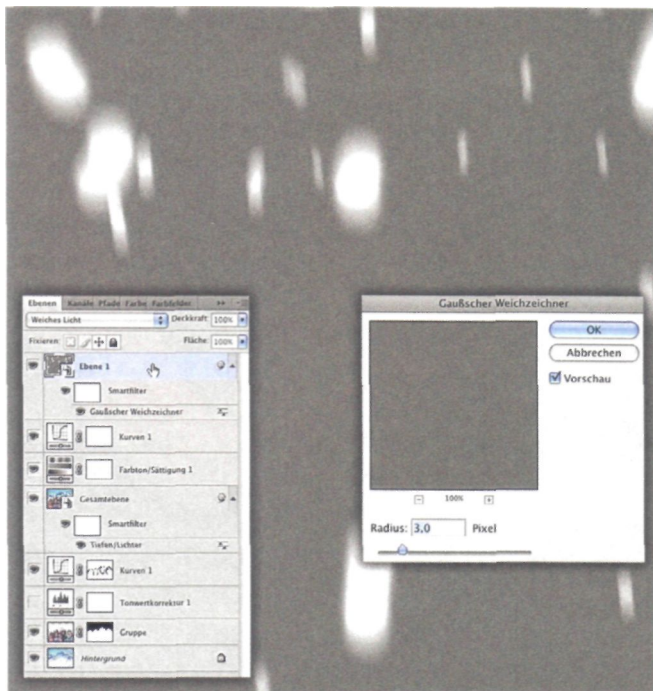 Ebenen Kanäle Pfade Farbe Farbfelder
Weiches Licht Deckkraft: 100%
Fixieren: Fläche: 100%
Ebene 1
Smartfilter
Gaußscher Weichzeichner
Kurven 1
Farbton/Sättigung 1
Gesamtebene
Smartfilter
Tiefen/Lichter
Kurven 1
Tonwertkorrektur 1
Gruppe
Hintergrund
Gaußscher Weichzeichner
OK
Abbrechen
Vorschau
100%
Radius: 3,0 Pixel